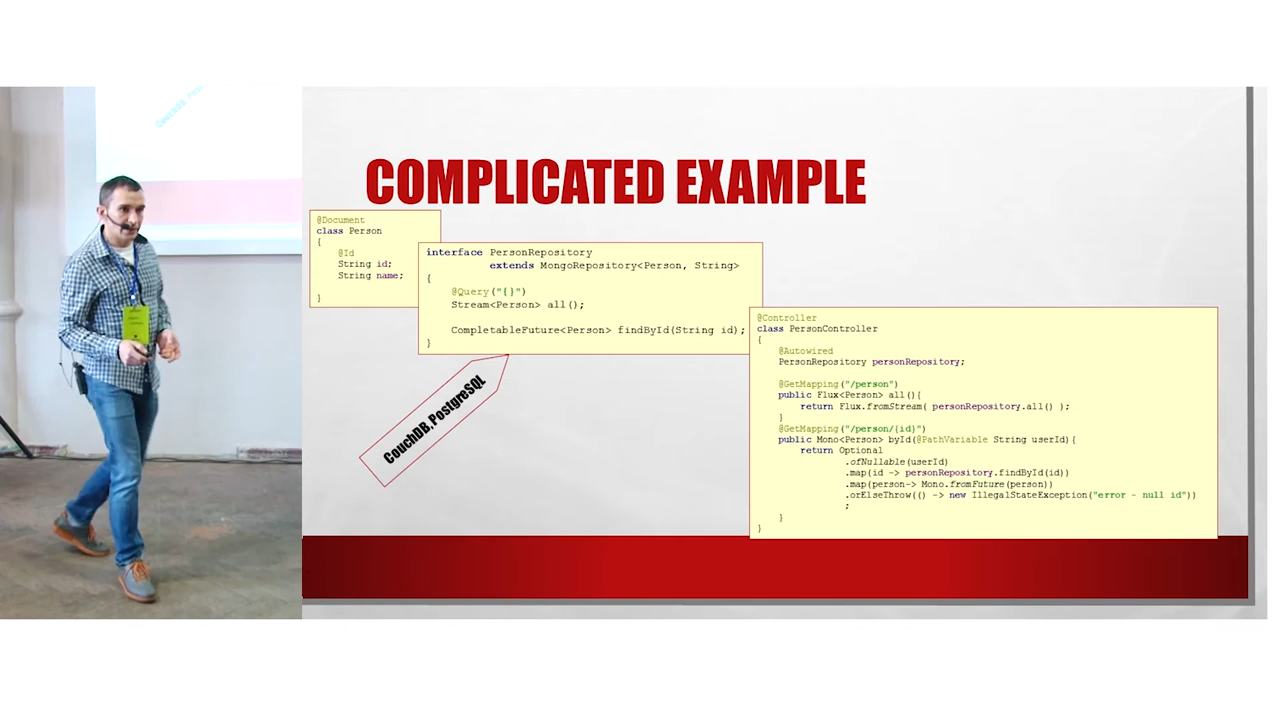 CouchDB, Pos
COMPLICATED EXAMPLE
@Document
class Person
{
@Id
String id;
String name;
}
interface PersonRepository
extends MongoRepository<Person, String>
{
@Query("{}")
Stream<Person> all();
CompletableFuture<Person> findById(String id);
}
CouchDB,PostgreSQL
@Controller
class PersonController
{
@Autowired
PersonRepository personRepository;
@GetMapping("/person")
public Flux<Person> all(){
return Flux.fromStream( personRepository.all() );
}
@GetMapping("/person/{id}")
public Mono<Person> byId(@PathVariable String userId){
return Optional
.ofNullable(userId)
.map(id -> personRepository.findById(id))
.map(person-> Mono.fromFuture(person))
.orElseThrow(() -> new IllegalStateException("error - null id"))
;
}
}